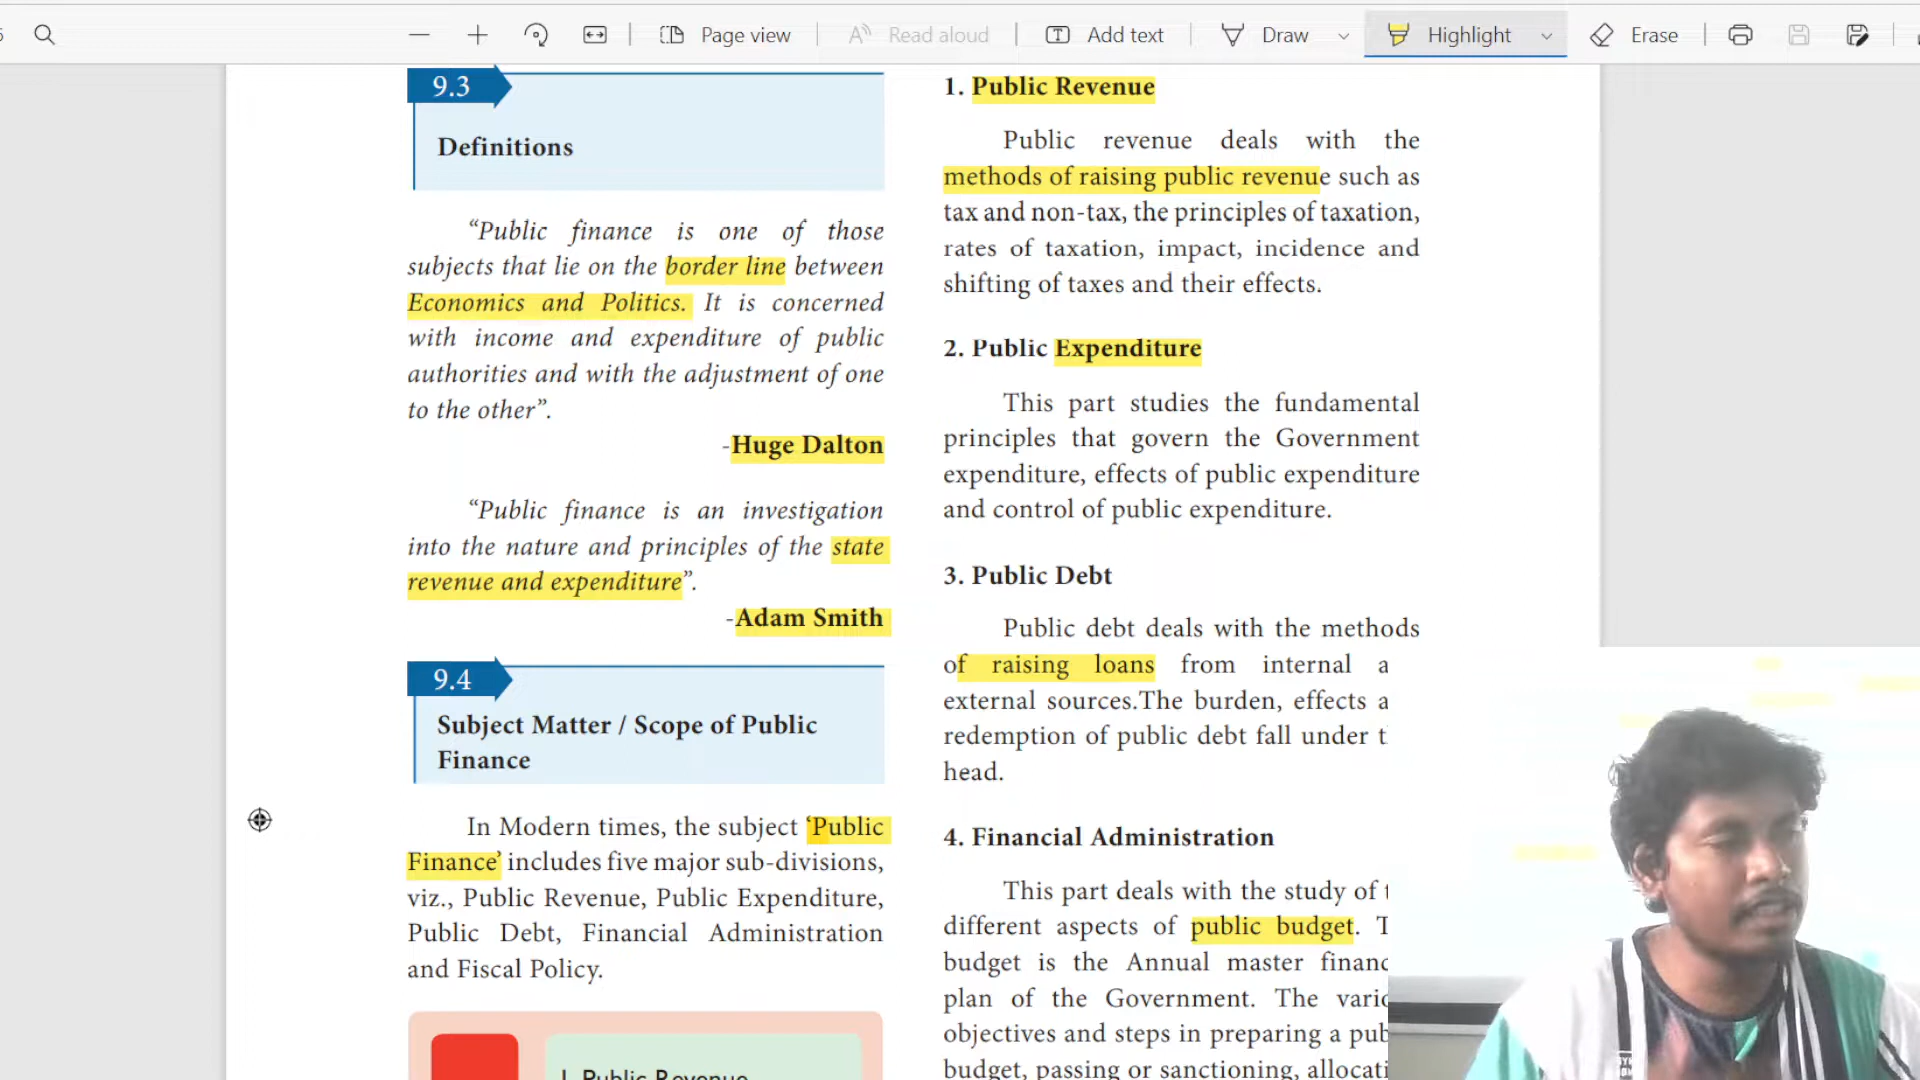 Page view
Read aloud
Add text
Draw
Highlight
Erase
9.3
Definitions
“Public finance is one of those
subjects that lie on the border line between
Economics and Politics. It is concerned
with income and expenditure of public
authorities and with the adjustment of one
to the other”.
-Huge Dalton
“Public finance is an investigation
into the nature and principles of the state
revenue and expenditure”.
-Adam Smith
9.4
Subject Matter / Scope of Public
Finance
In Modern times, the subject ‘Public
Finance’ includes five major sub-divisions,
viz., Public Revenue, Public Expenditure,
Public Debt, Financial Administration
and Fiscal Policy.
1. Public Revenue
Public revenue deals with the
methods of raising public revenue such as
tax and non-tax, the principles of taxation,
rates of taxation, impact, incidence and
shifting of taxes and their effects.
2. Public Expenditure
This part studies the fundamental
principles that govern the Government
expenditure, effects of public expenditure
and control of public expenditure.
3. Public Debt
Public debt deals with the methods
of raising loans from internal a
external sources.The burden, effects a
redemption of public debt fall under t
head.
4. Financial Administration
This part deals with the study of t
different aspects of public budget. T
budget is the Annual master financ
plan of the Government. The vario
objectives and steps in preparing a pub
budget, passing or sanctioning, allocati